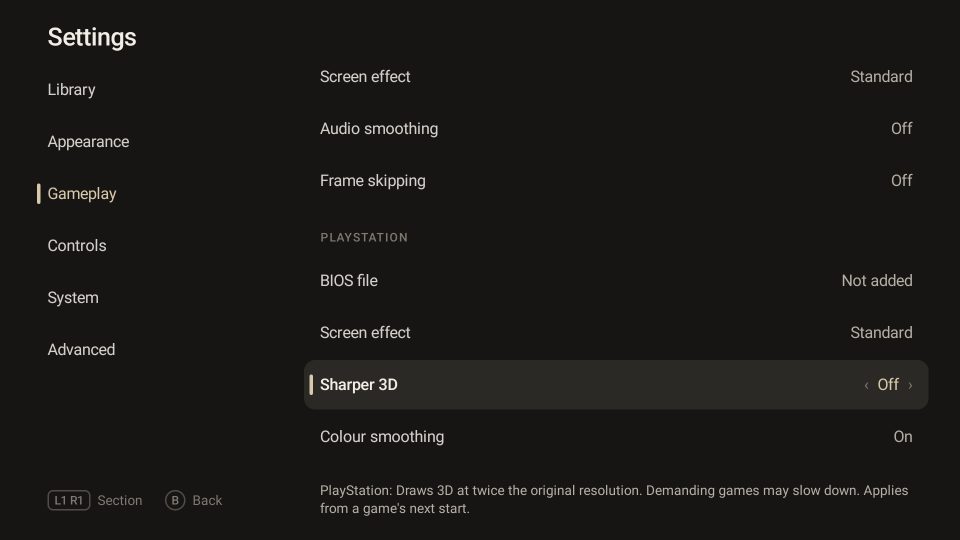 Settings
Library
Appearance
Gameplay
Controls
System
Advanced
Screen effect Standard
Audio smoothing Off
Frame skipping Off
PLAYSTATION
BIOS file Not added
Screen effect Standard
Sharper 3D ‹ Off ›
Colour smoothing On
PlayStation: Draws 3D at twice the original resolution. Demanding games may slow down. Applies
from a game's next start.
L1 R1 Section B Back